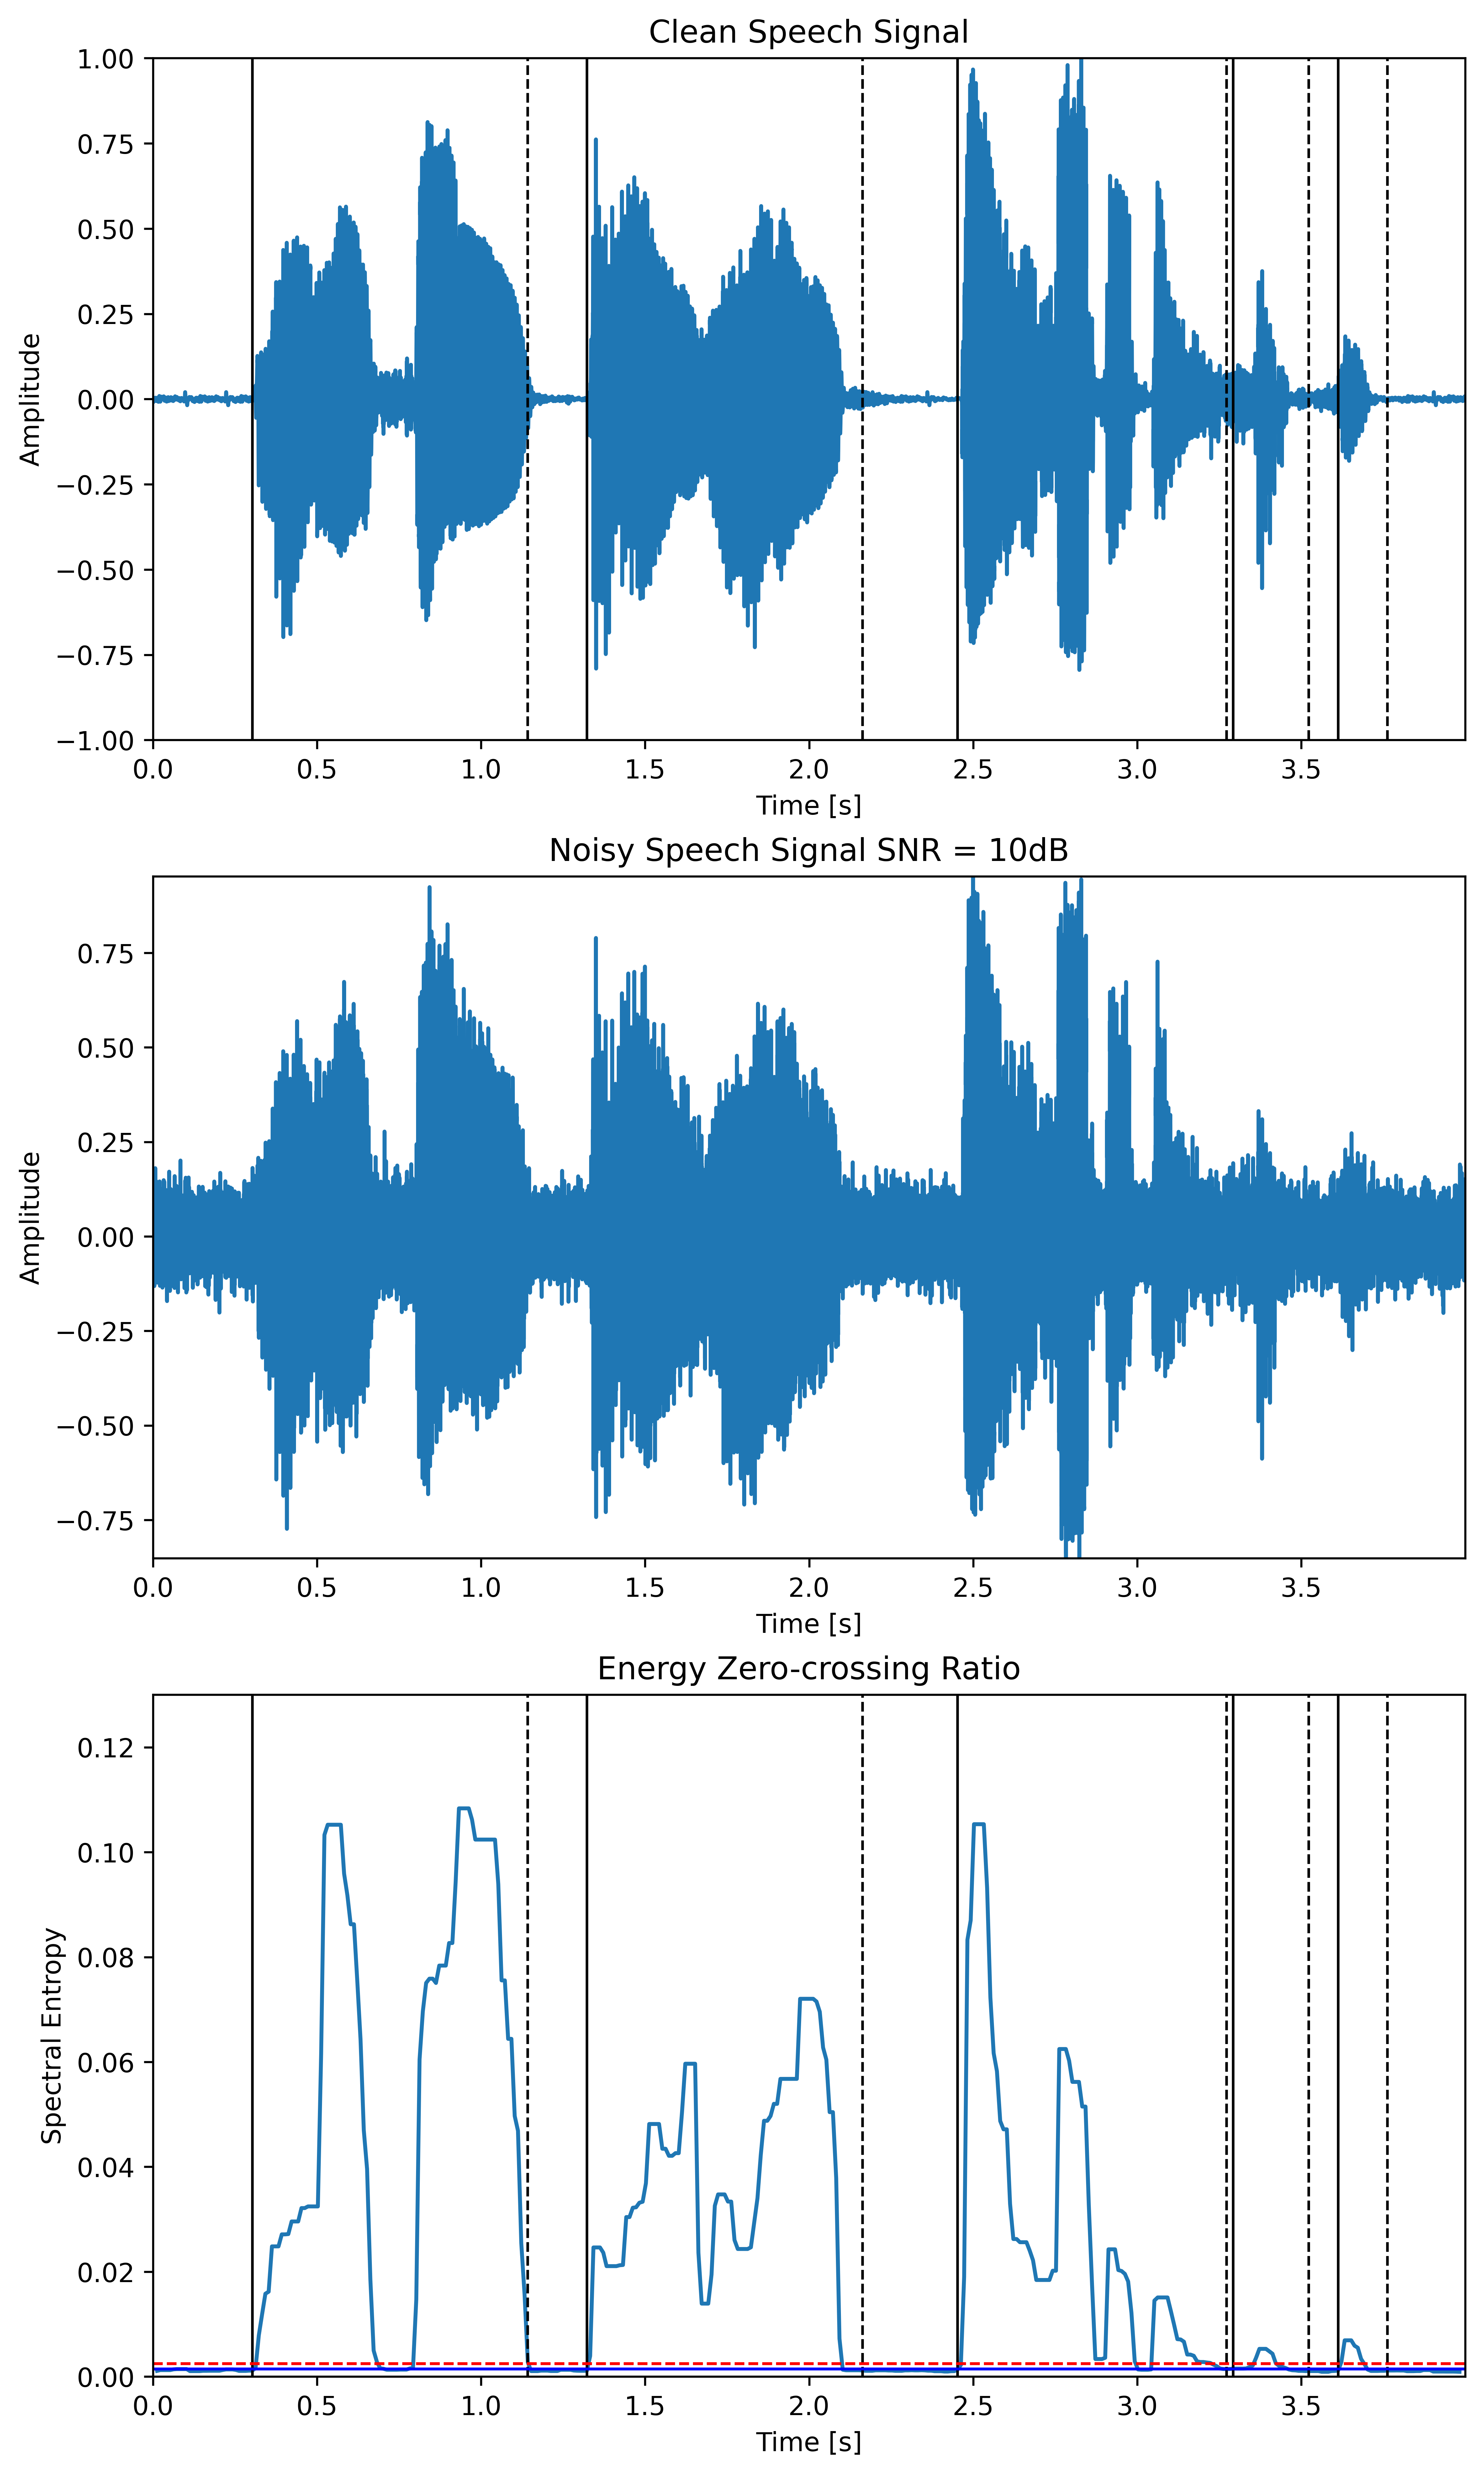 Clean Speech Signal
1.00
0.75
0.50
0.25
0.00
−0.25
−0.50
−0.75
−1.00
Amplitude
0.0 0.5 1.0 1.5 2.0 2.5 3.0 3.5
Time [s]
Noisy Speech Signal SNR = 10dB
0.75
0.50
0.25
0.00
−0.25
−0.50
−0.75
Amplitude
0.0 0.5 1.0 1.5 2.0 2.5 3.0 3.5
Time [s]
Energy Zero-crossing Ratio
0.12
0.10
0.08
0.06
0.04
0.02
0.00
Spectral Entropy
0.0 0.5 1.0 1.5 2.0 2.5 3.0 3.5
Time [s]